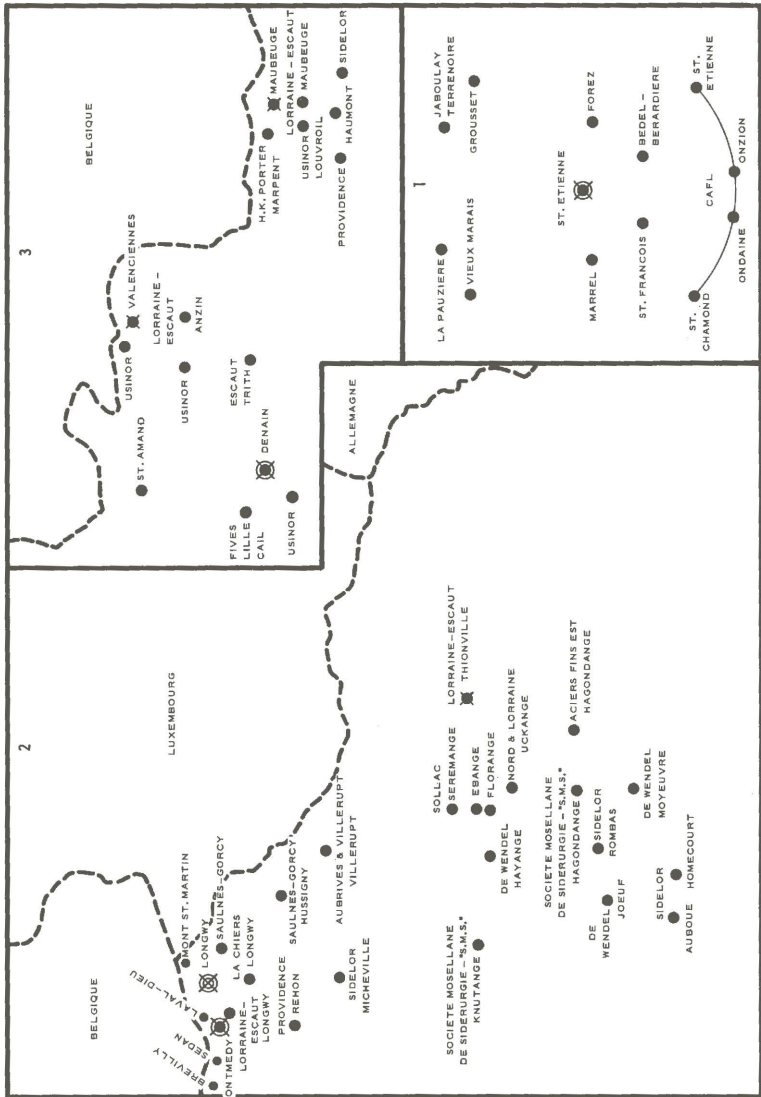 2
BELGIQUE
LUXEMBOURG
BREVILLY
SEDAN
LAVAL-DIEU
ONTMEDY
MONT ST. MARTIN
LONGWY
SAULNES-GORCY
LA CHIERS
LONGWY
LORRAINE-
ESCAUT
LONGWY
PROVIDENCE
REHON
SAULNES-GORCY
HUSSIGNY
AUBRIVES & VILLERUPT
VILLERUPT
SIDELOR
MICHEVILLE
ALLEMAGNE
SOCIETE MOSELLANE
DE SIDERURGIE - "S.M.S."
KNUTANGE
SOLLAC
SEREMANGE
EBANGE
FLORANGE
DE WENDEL
HAYANGE
NORD & LORRAINE
UCKANGE
LORRAINE-ESCAUT
THIONVILLE
SOCIETE MOSELLANE
DE SIDERURGIE - "S.M.S."
HAGONDANGE
ACIERS FINS EST
HAGONDANGE
SIDELOR
ROMBAS
DE
WENDEL
JOEUF
DE WENDEL
MOYEUVRE
SIDELOR
AUBOUE
HOMECOURT
3
BELGIQUE
ST. AMAND
USINOR
VALENCIENNES
LORRAINE -
ESCAUT
ANZIN
USINOR
ESCAUT
TRITH
DENAIN
FIVES
LILLE
CAIL
USINOR
H.K. PORTER
MARPENT
MAUBEUGE
LORRAINE - ESCAUT
MAUBEUGE
USINOR
LOUVROIL
SIDELOR
HAUMONT
PROVIDENCE
1
LA PAUZIERE
VIEUX MARAIS
JABOULAY
TERRENOIRE
GROUSSET
ST. ETIENNE
MARREL
FOREZ
ST. FRANCOIS
BEDEL -
BERARDIERE
ST.
CHAMOND
ONDAINE
CAFL
ONZION
ST.
ETIENNE